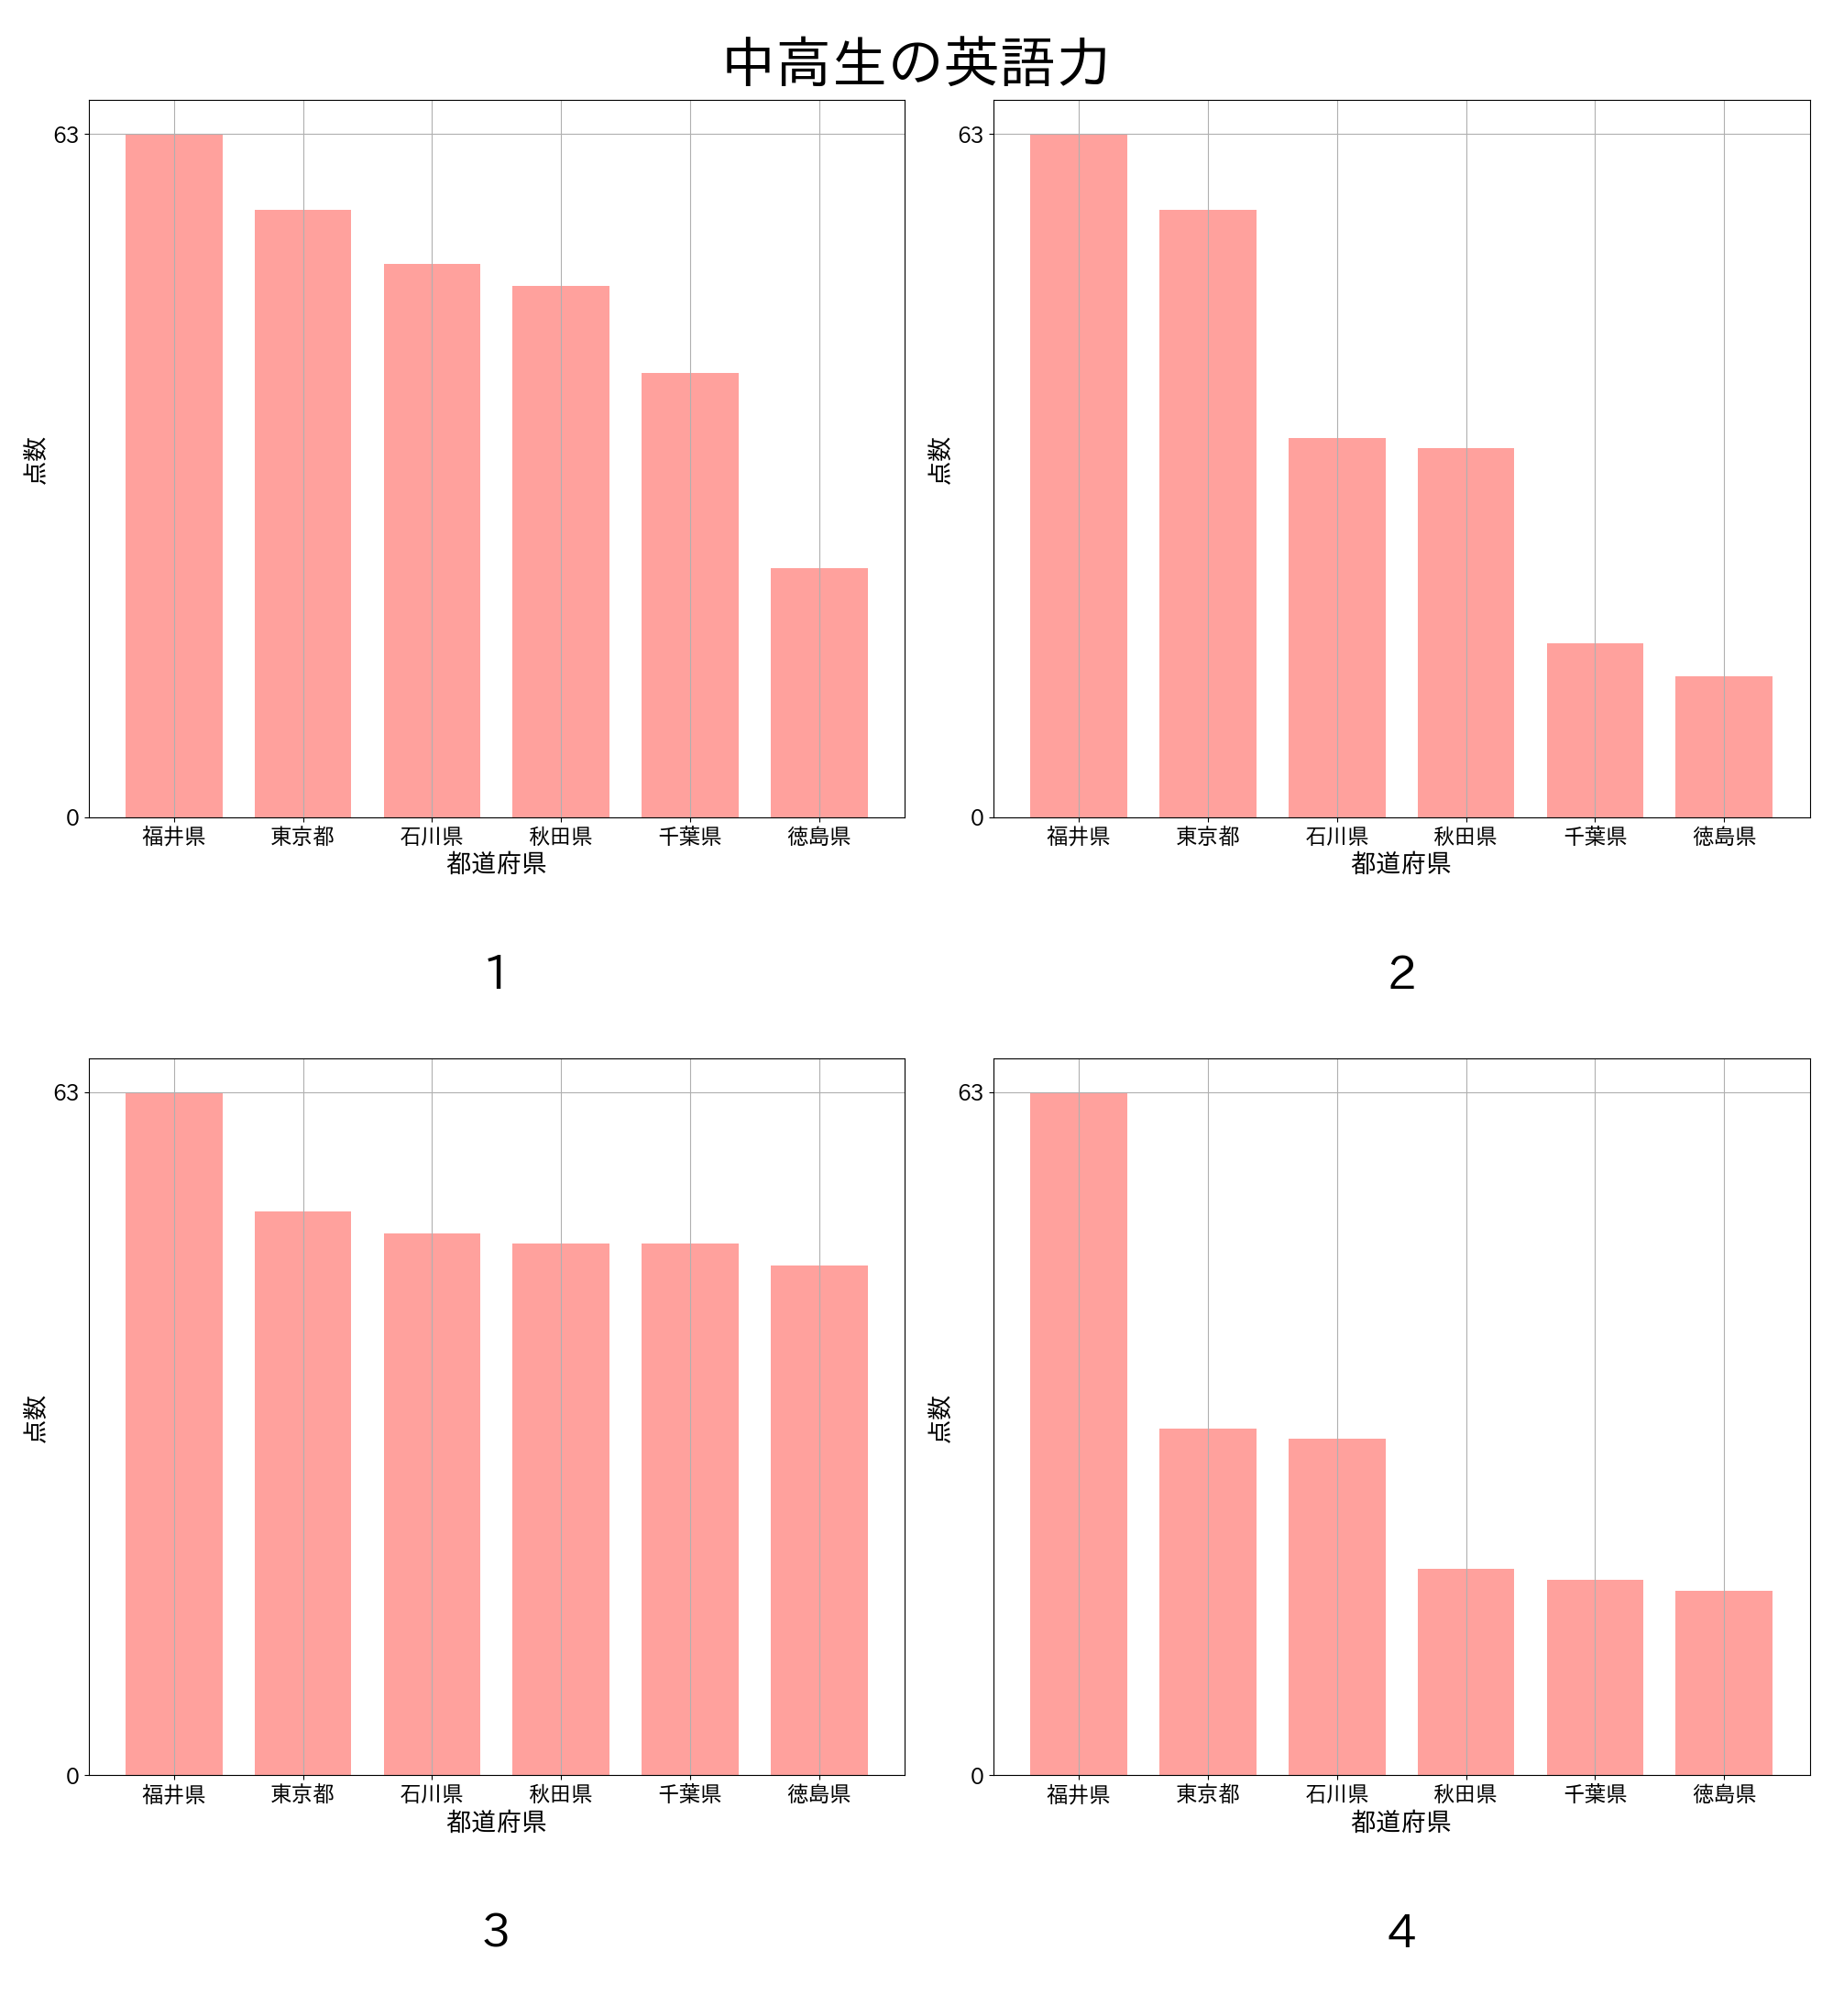 中高生の英語力
63
0
点数
福井県 東京都 石川県 秋田県 千葉県 徳島県
都道府県
1
63
0
点数
福井県 東京都 石川県 秋田県 千葉県 徳島県
都道府県
2
63
0
点数
福井県 東京都 石川県 秋田県 千葉県 徳島県
都道府県
3
63
0
点数
福井県 東京都 石川県 秋田県 千葉県 徳島県
都道府県
4